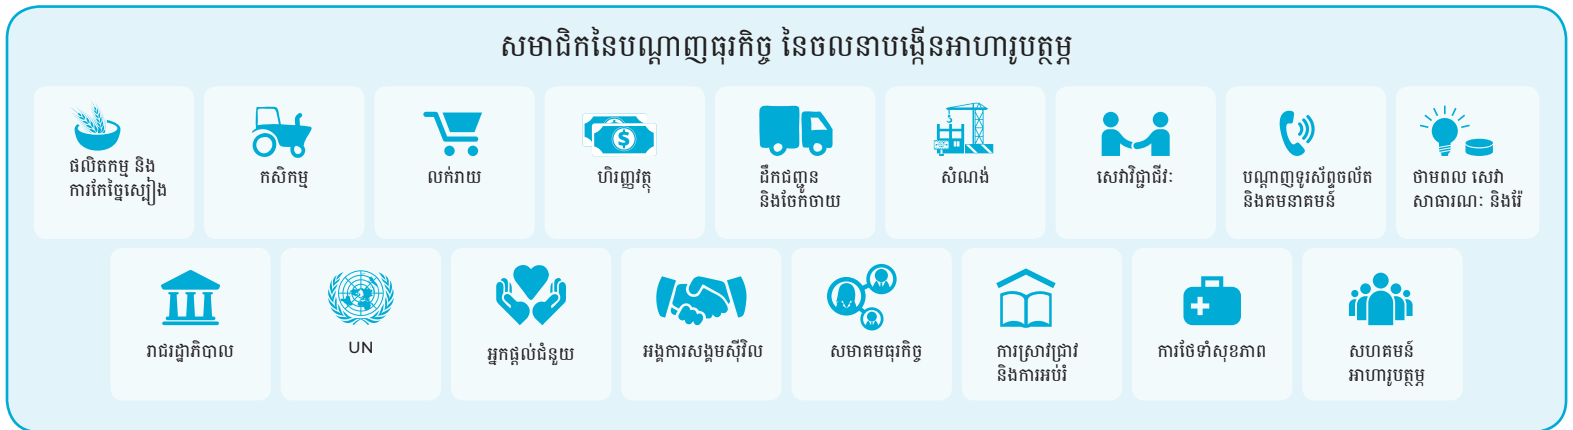 សមាជិកនៃបណ្តាញធុរកិច្ច នៃចលនាបង្កើនអាហារូបត្ថម្ភ
ផលិតកម្ម និង
ការកែច្នៃស្បៀង
កសិកម្ម
លក់រាយ
ហិរញ្ញវត្ថុ
ដឹកជញ្ជូន
និងចែកចាយ
សំណង់
សេវាវិជ្ជាជីវៈ
បណ្តាញទូរស័ព្ទចល័ត
និងគមនាគមន៍
ថាមពល សេវា
សាធារណៈ និងរ៉ែ
រាជរដ្ឋាភិបាល
UN
អ្នកផ្តល់ជំនួយ
អង្គការសង្គមស៊ីវិល
សមាគមធុរកិច្ច
ការស្រាវជ្រាវ
និងការអប់រំ
ការថែទាំសុខភាព
សហគមន៍
អាហារូបត្ថម្ភ